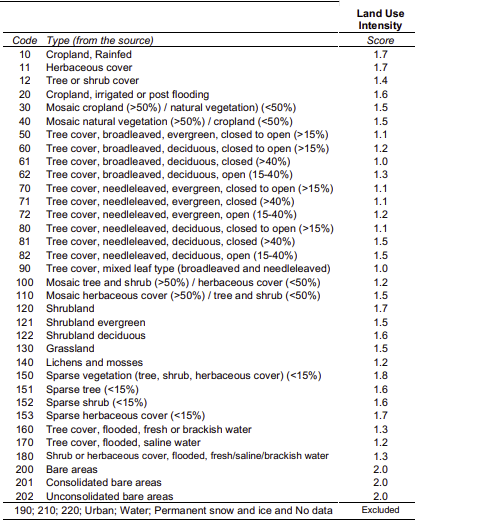 Land Use
Intensity
Code Type (from the source) Score
10 Cropland, Rainfed 1.7
11 Herbaceous cover 1.7
12 Tree or shrub cover 1.4
20 Cropland, irrigated or post flooding 1.6
30 Mosaic cropland (>50%) / natural vegetation) (<50%) 1.5
40 Mosaic natural vegetation (>50%) / cropland (<50%) 1.5
50 Tree cover, broadleaved, evergreen, closed to open (>15%) 1.1
60 Tree cover, broadleaved, deciduous, closed to open (>15%) 1.2
61 Tree cover, broadleaved, deciduous, closed (>40%) 1.0
62 Tree cover, broadleaved, deciduous, open (15-40%) 1.3
70 Tree cover, needleleaved, evergreen, closed to open (>15%) 1.1
71 Tree cover, needleleaved, evergreen, closed (>40%) 1.1
72 Tree cover, needleleaved, evergreen, open (15-40%) 1.2
80 Tree cover, needleleaved, deciduous, closed to open (>15%) 1.1
81 Tree cover, needleleaved, deciduous, closed (>40%) 1.5
82 Tree cover, needleleaved, deciduous, open (15-40%) 1.5
90 Tree cover, mixed leaf type (broadleaved and needleleaved) 1.0
100 Mosaic tree and shrub (>50%) / herbaceous cover (<50%) 1.2
110 Mosaic herbaceous cover (>50%) / tree and shrub (<50%) 1.5
120 Shrubland 1.7
121 Shrubland evergreen 1.5
122 Shrubland deciduous 1.6
130 Grassland 1.5
140 Lichens and mosses 1.2
150 Sparse vegetation (tree, shrub, herbaceous cover) (<15%) 1.8
151 Sparse tree (<15%) 1.6
152 Sparse shrub (<15%) 1.6
153 Sparse herbaceous cover (<15%) 1.7
160 Tree cover, flooded, fresh or brackish water 1.3
170 Tree cover, flooded, saline water 1.2
180 Shrub or herbaceous cover, flooded, fresh/saline/brackish water 1.3
200 Bare areas 2.0
201 Consolidated bare areas 2.0
202 Unconsolidated bare areas 2.0
190; 210; 220; Urban; Water; Permanent snow and ice and No data Excluded